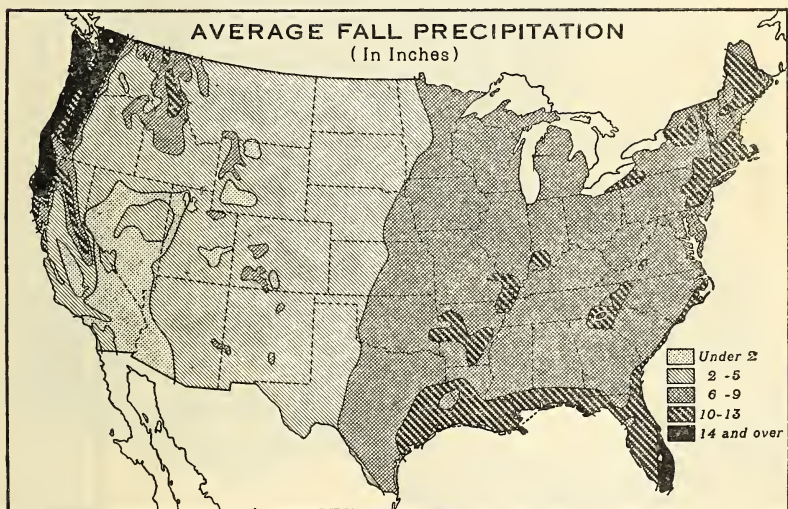 AVERAGE FALL PRECIPITATION
(In Inches)
Under 2
2-5
6-9
10-13
14 and over